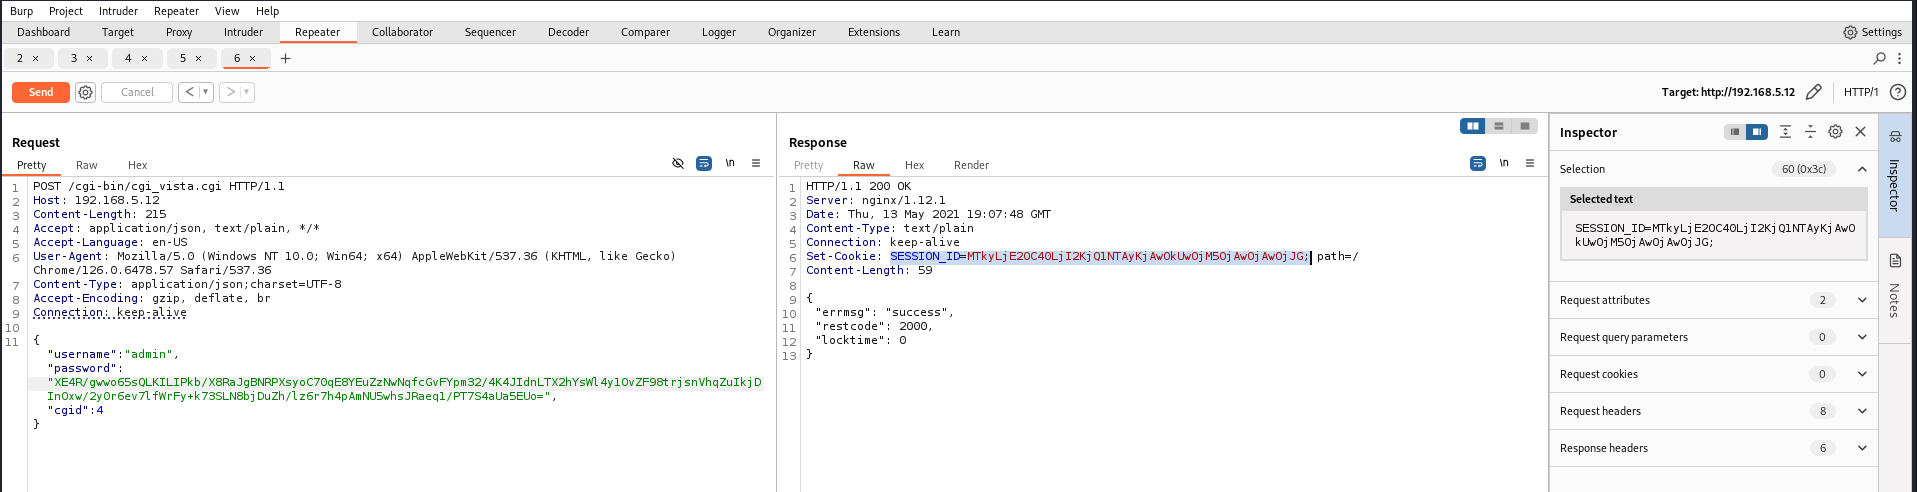 Burp Project Intruder Repeater View Help
Dashboard Target Proxy Intruder Repeater Collaborator Sequencer Decoder Comparer Logger Organizer Extensions Learn Settings
2 × 3 × 4 × 5 × 6 × +
Send Cancel < > Target: http://192.168.5.12 HTTP/1
Request
Pretty Raw Hex \n
1 POST /cgi-bin/cgi_vista.cgi HTTP/1.1
2 Host: 192.168.5.12
3 Content-Length: 215
4 Accept: application/json, text/plain, */*
5 Accept-Language: en-US
6 User-Agent: Mozilla/5.0 (Windows NT 10.0; Win64; x64) AppleWebKit/537.36 (KHTML, like Gecko)
Chrome/126.0.6478.57 Safari/537.36
7 Content-Type: application/json;charset=UTF-8
8 Accept-Encoding: gzip, deflate, br
9 Connection: keep-alive
10
11 {
"username":"admin",
"password":
"XE4R/gwwo65sQLKILIPkb/X8RaJgBNRPXsyoC70qE8YEuZzNwNqfcGvFYpm32/4K4JIdnLTX2hYsWl4y1OvZF98trjsnVhqZuIkjD
InOxw/2y0r6ev7lfWrFy+k73SLN8bjDuZh/lz6r7h4pAmNU5whsJRaeq1/PT7S4aUa5EUo=",
"cgid":4
}
Response
Pretty Raw Hex Render \n
1 HTTP/1.1 200 OK
2 Server: nginx/1.12.1
3 Date: Thu, 13 May 2021 19:07:48 GMT
4 Content-Type: text/plain
5 Connection: keep-alive
6 Set-Cookie: SESSION_ID=MTkyLjE2OC40LjI2KjQ1NTAyKjAwOkUwOjM5OjAwOjAwOjJG; path=/
7 Content-Length: 59
8
9 {
10 "errmsg": "success",
11 "restcode": 2000,
12 "locktime": 0
13 }
Inspector
Selection 60 (0x3c)
Selected text
SESSION_ID=MTkyLjE2OC40LjI2KjQ1NTAyKjAwO
kUwOjM5OjAwOjAwOjJG;
Request attributes 2
Request query parameters 0
Request cookies 0
Request headers 8
Response headers 6
Inspector
Notes